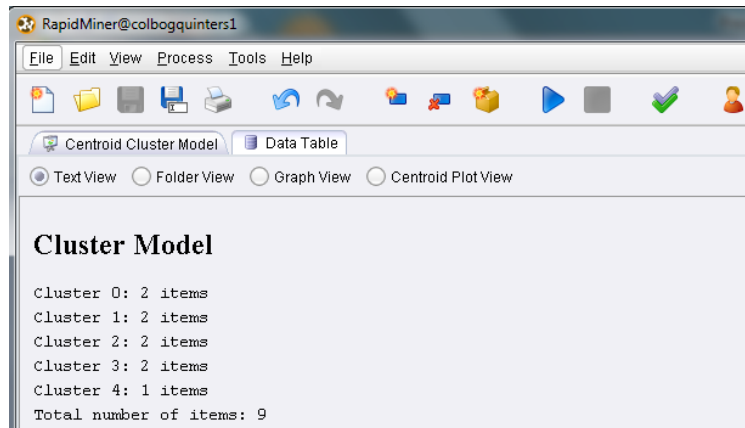 RapidMiner@colbogquinters1
File Edit View Process Tools Help
Centroid Cluster Model Data Table
Text View Folder View Graph View Centroid Plot View
Cluster Model
Cluster 0: 2 items
Cluster 1: 2 items
Cluster 2: 2 items
Cluster 3: 2 items
Cluster 4: 1 items
Total number of items: 9